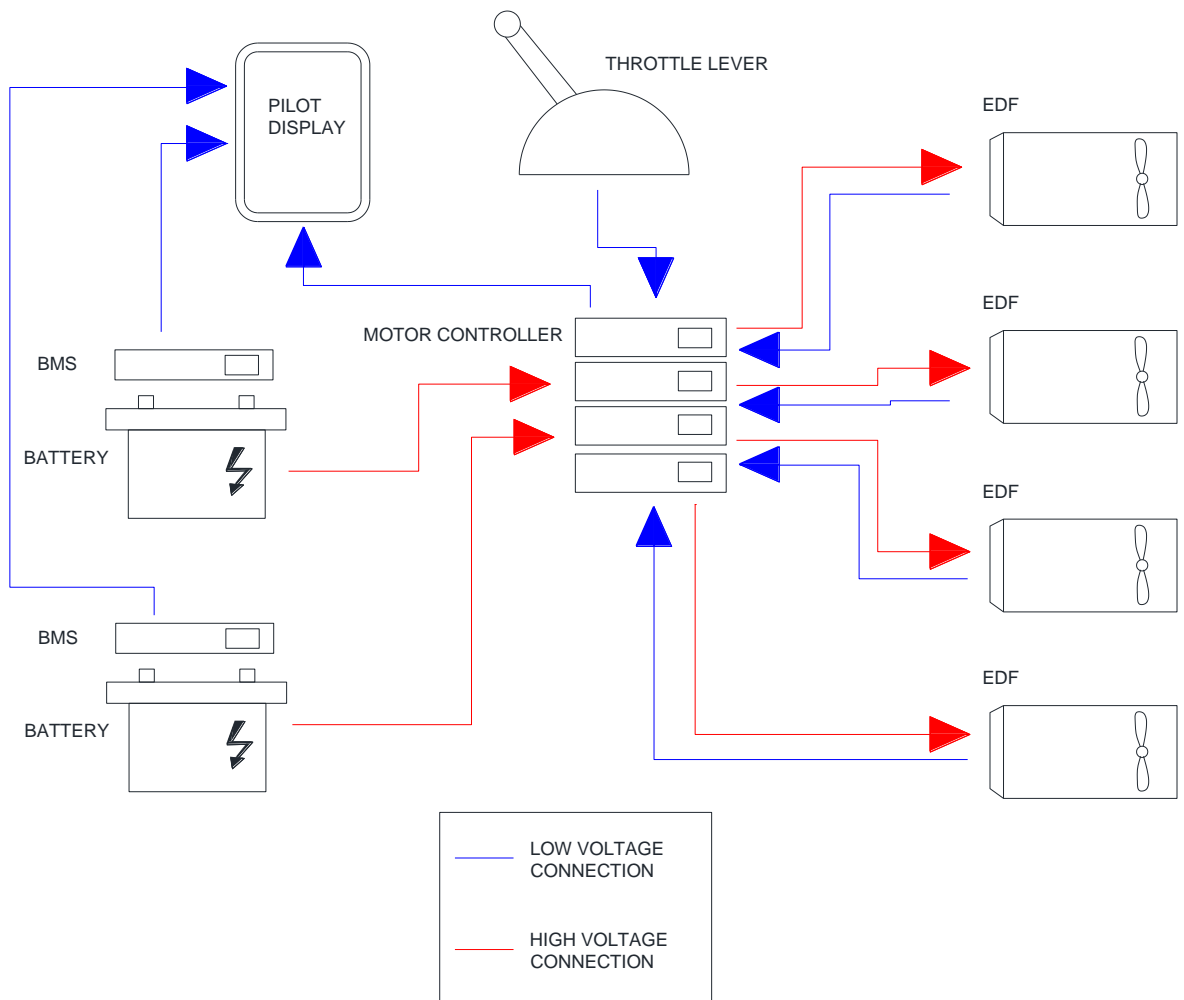 THROTTLE LEVER
PILOT
DISPLAY
EDF
EDF
MOTOR CONTROLLER
BMS
BATTERY
EDF
BMS
EDF
BATTERY
LOW VOLTAGE
CONNECTION
HIGH VOLTAGE
CONNECTION